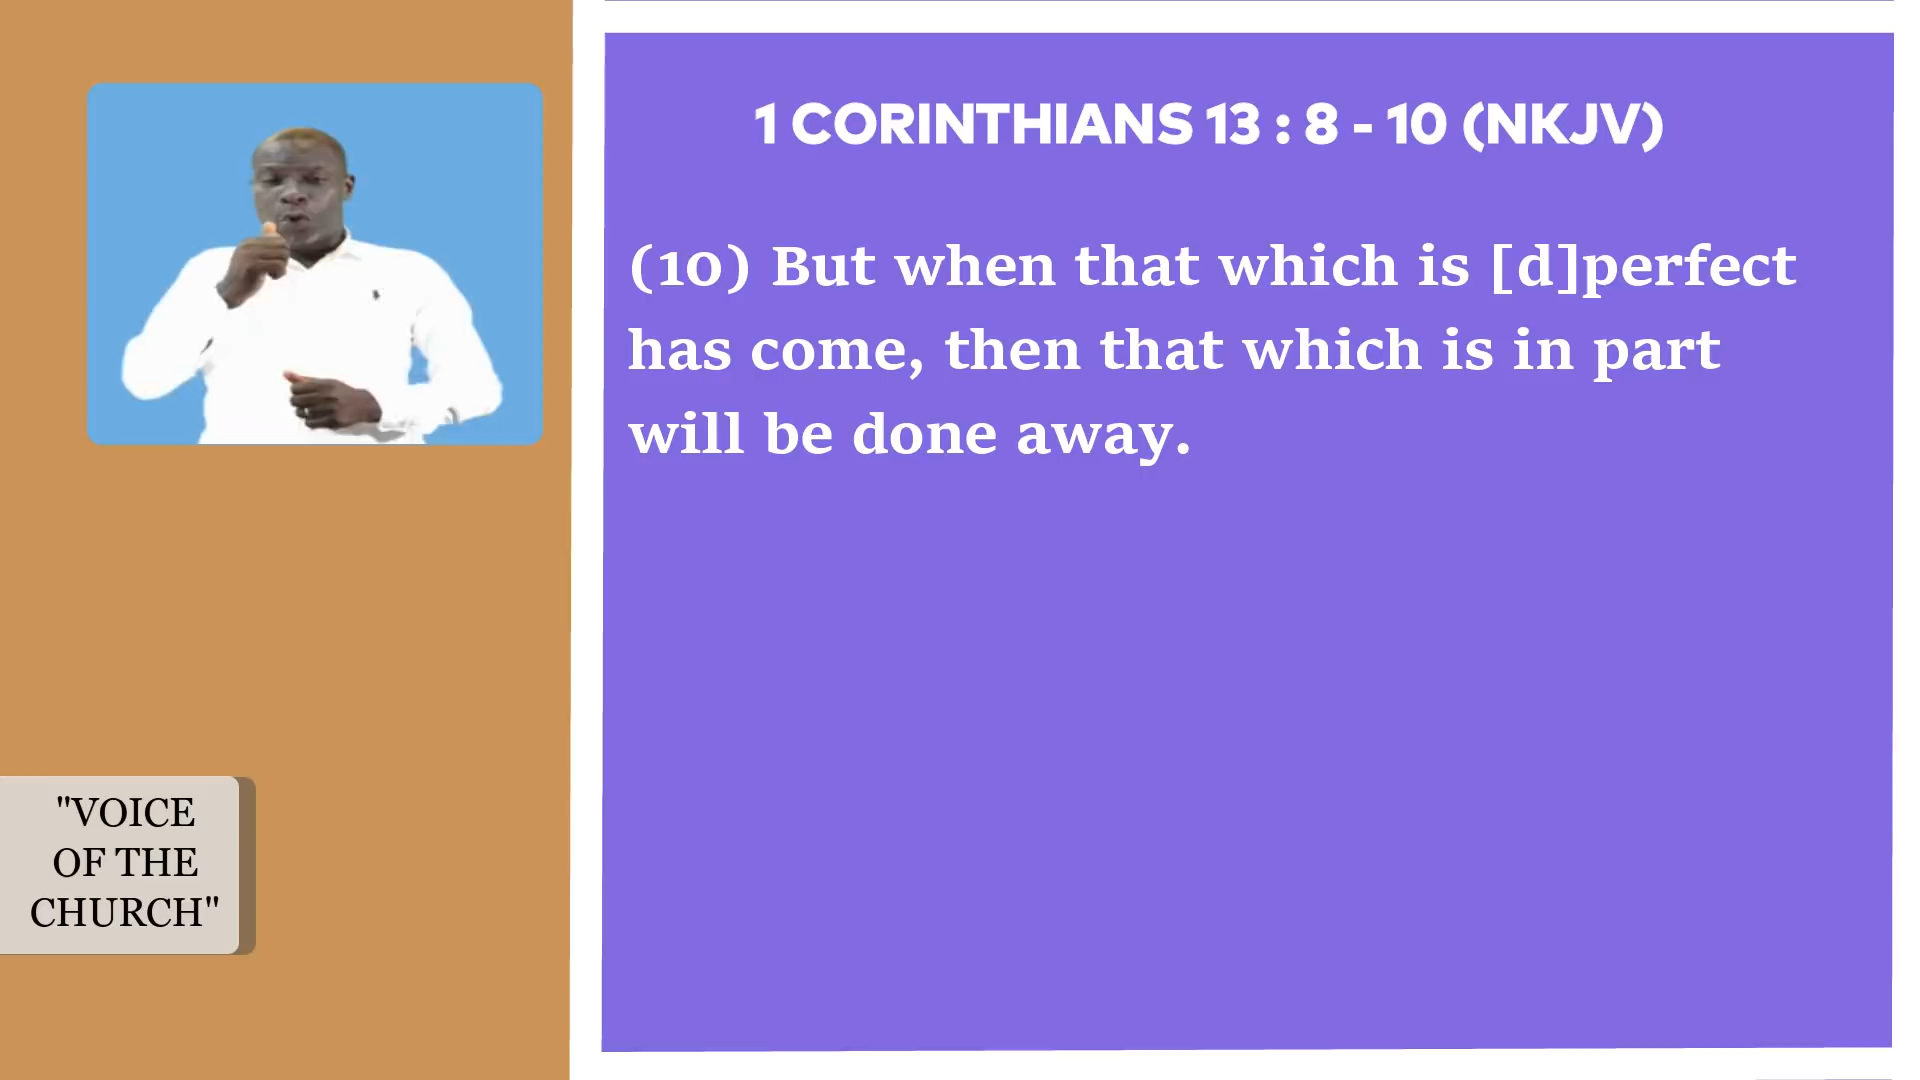 1 CORINTHIANS 13 : 8 - 10 (NKJV)
(10) But when that which is [d]perfect
has come, then that which is in part
will be done away.
"VOICE
OF THE
CHURCH"